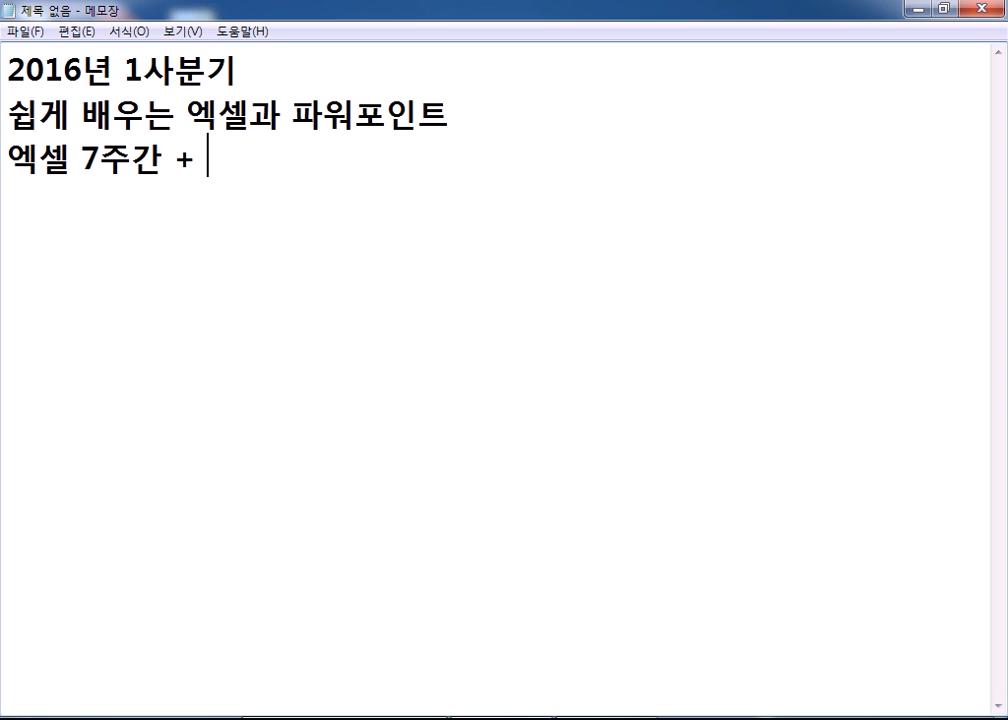 제목 없음 - 메모장
파일(F) 편집(E) 서식(O) 보기(V) 도움말(H)
2016년 1사분기
쉽게 배우는 엑셀과 파워포인트
엑셀 7주간 +